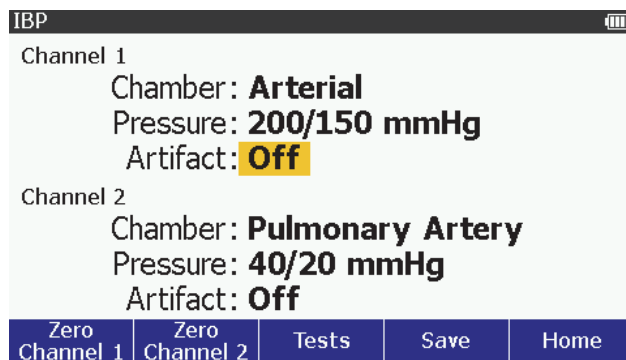 IBP
Channel 1
Chamber: Arterial
Pressure: 200/150 mmHg
Artifact: Off
Channel 2
Chamber: Pulmonary Artery
Pressure: 40/20 mmHg
Artifact: Off
Zero Channel 1
Zero Channel 2
Tests
Save
Home